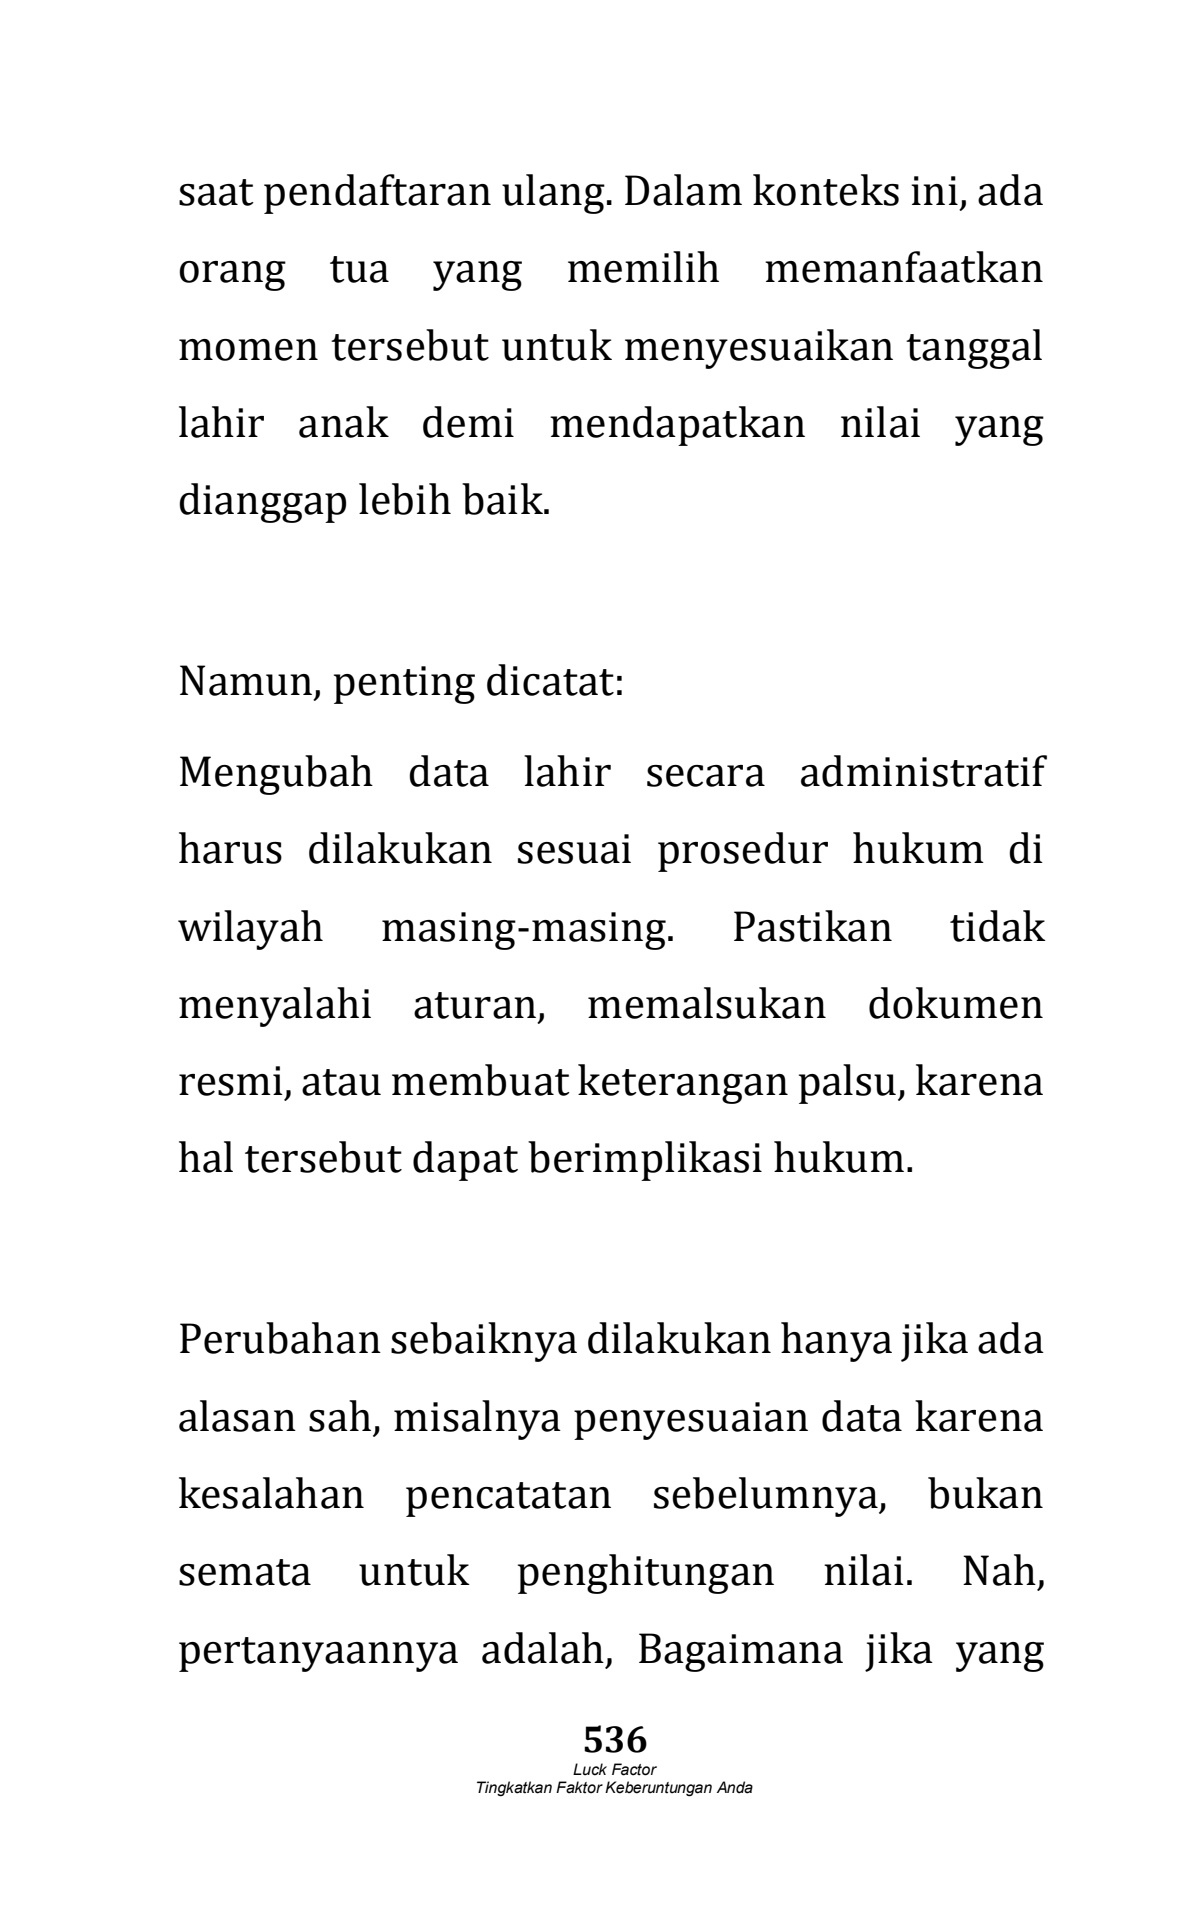 saat pendaftaran ulang. Dalam konteks ini, ada
orang tua yang memilih memanfaatkan
momen tersebut untuk menyesuaikan tanggal
lahir anak demi mendapatkan nilai yang
dianggap lebih baik.
Namun, penting dicatat:
Mengubah data lahir secara administratif
harus dilakukan sesuai prosedur hukum di
wilayah masing-masing. Pastikan tidak
menyalahi aturan, memalsukan dokumen
resmi, atau membuat keterangan palsu, karena
hal tersebut dapat berimplikasi hukum.
Perubahan sebaiknya dilakukan hanya jika ada
alasan sah, misalnya penyesuaian data karena
kesalahan pencatatan sebelumnya, bukan
semata untuk penghitungan nilai. Nah,
pertanyaannya adalah, Bagaimana jika yang
536
Luck Factor
Tingkatkan Faktor Keberuntungan Anda